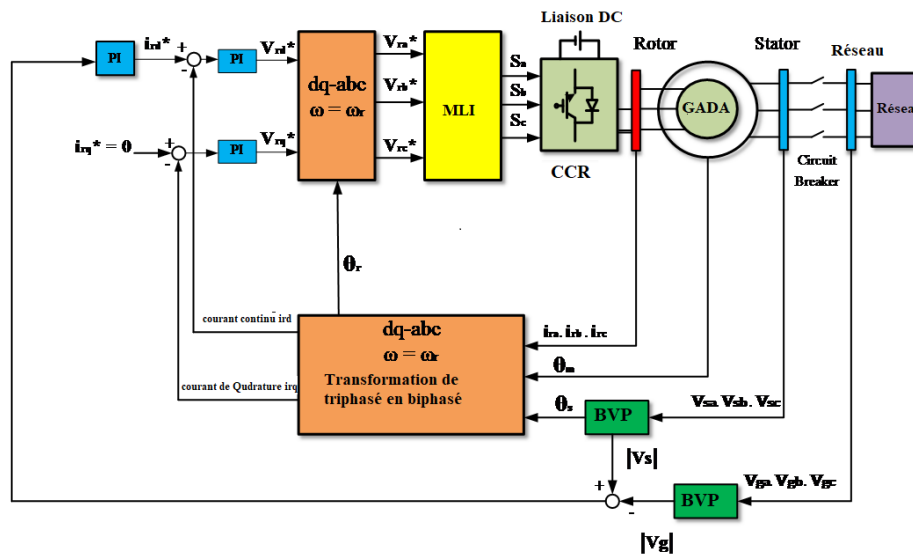 Liaison DC
Rotor
Stator
Réseau
PI
ird*
+
-
PI
Vrd*
dq-abc
ω = ωr
Vra*
Vrb*
Vrc*
MLI
Sa
Sb
Sc
CCR
GADA
Réseau
Circuit
Breaker
irq* = 0
+
-
PI
Vrq*
θr
courant continu ird
courant de Qudrature irq
dq-abc
ω = ωr
Transformation de
triphasé en biphasé
ira. irb . irc
θm
θs
BVP
Vsa. Vsb. Vsc
|Vs|
+
-
BVP
Vga. Vgb. Vgc
|Vg|